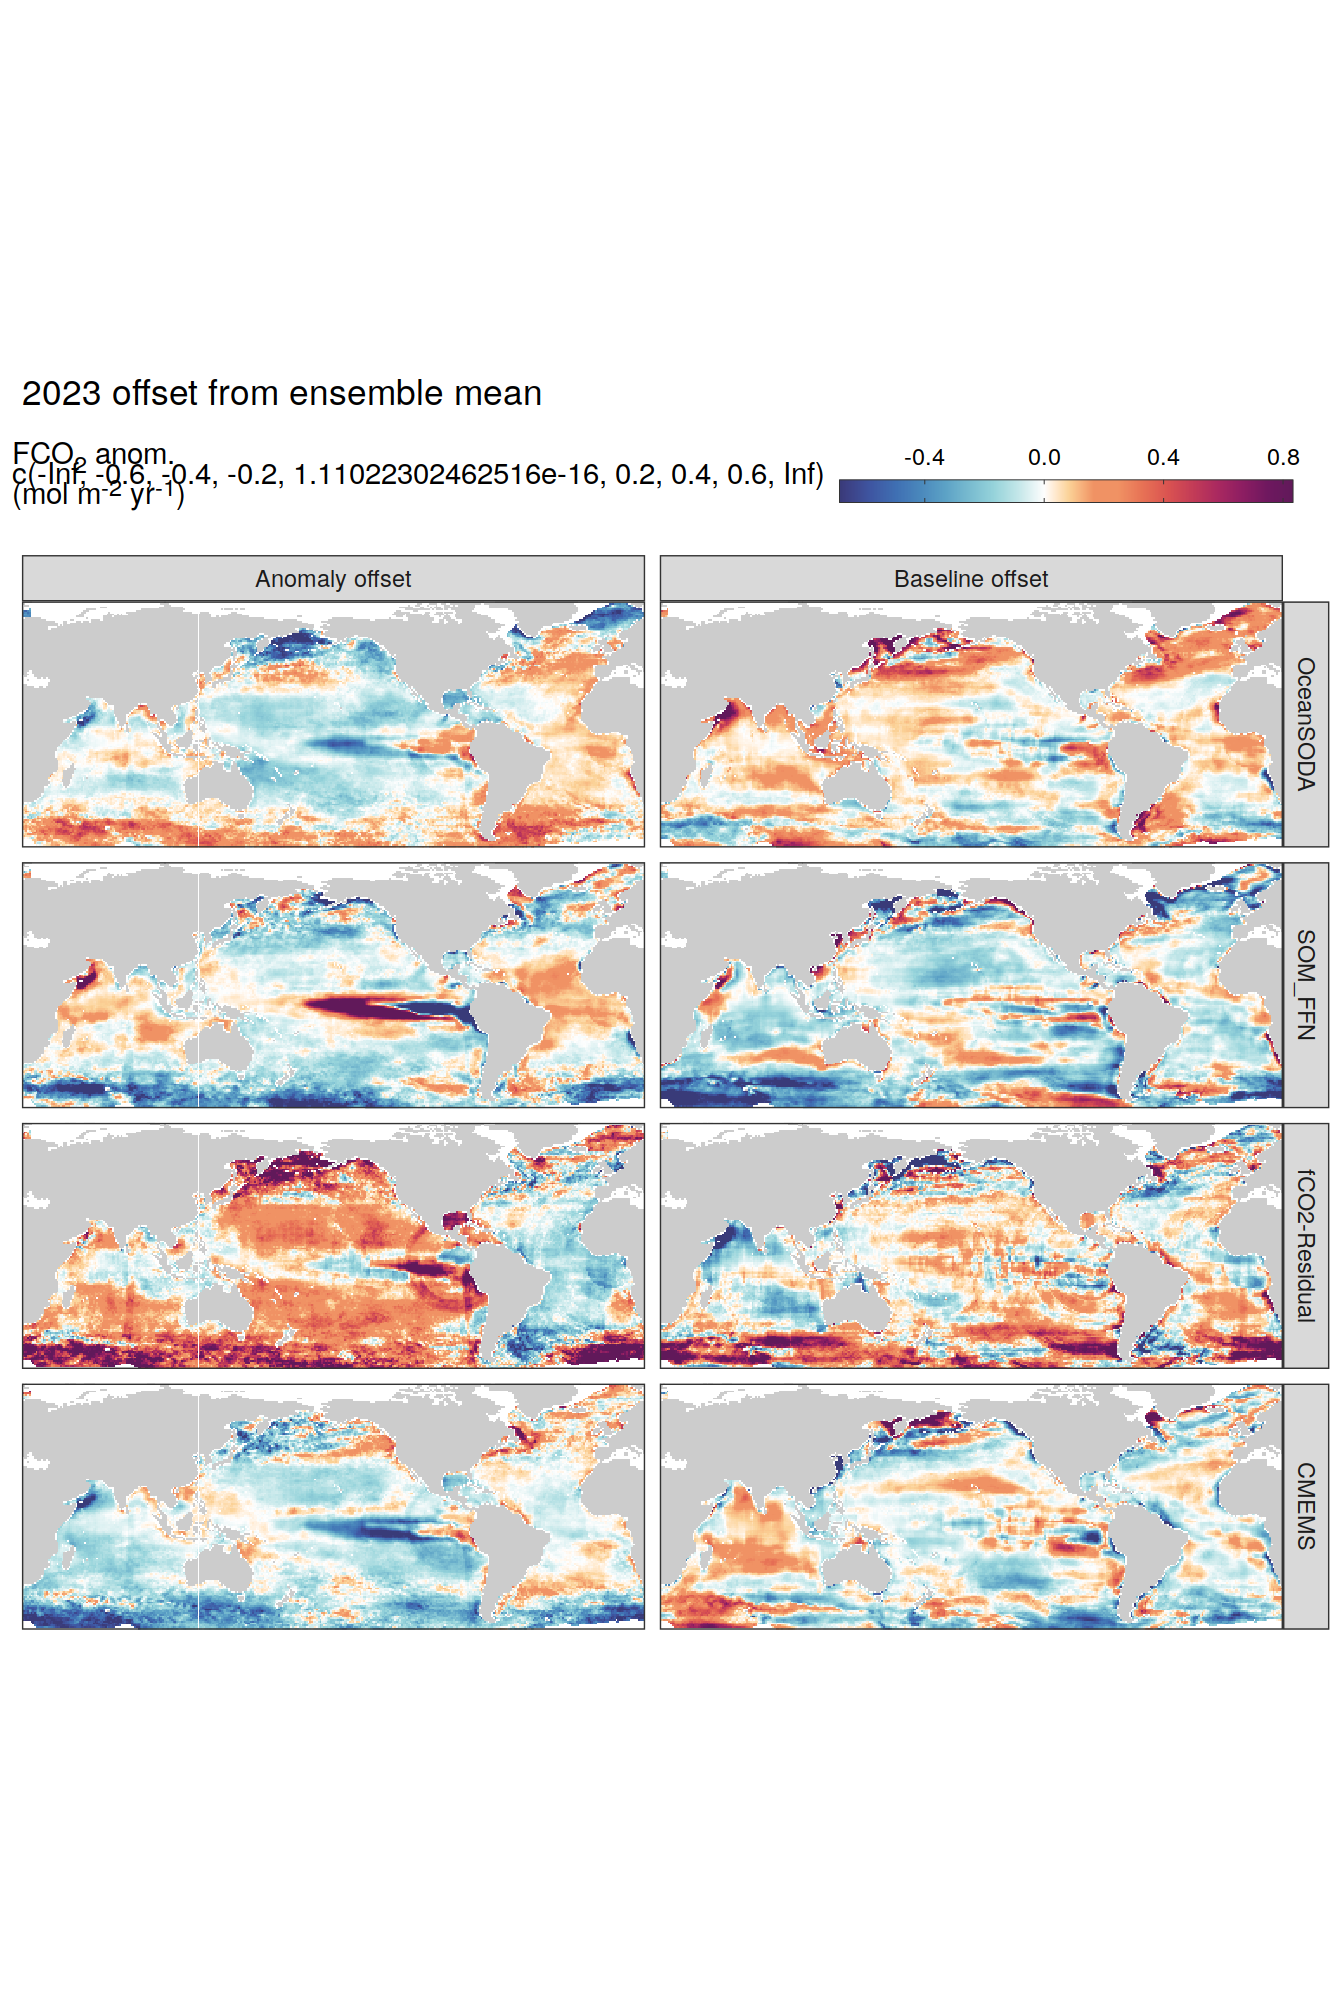 2023 offset from ensemble mean
FCO₂ anom.
c(-Inf, -0.6, -0.4, -0.2, 1.11022302462516e-16, 0.2, 0.4, 0.6, Inf)
(mol m⁻² yr⁻¹)
-0.4 0.0 0.4 0.8
Anomaly offset Baseline offset
OceanSODA
SOM_FFN
fCO2-Residual
CMEMS